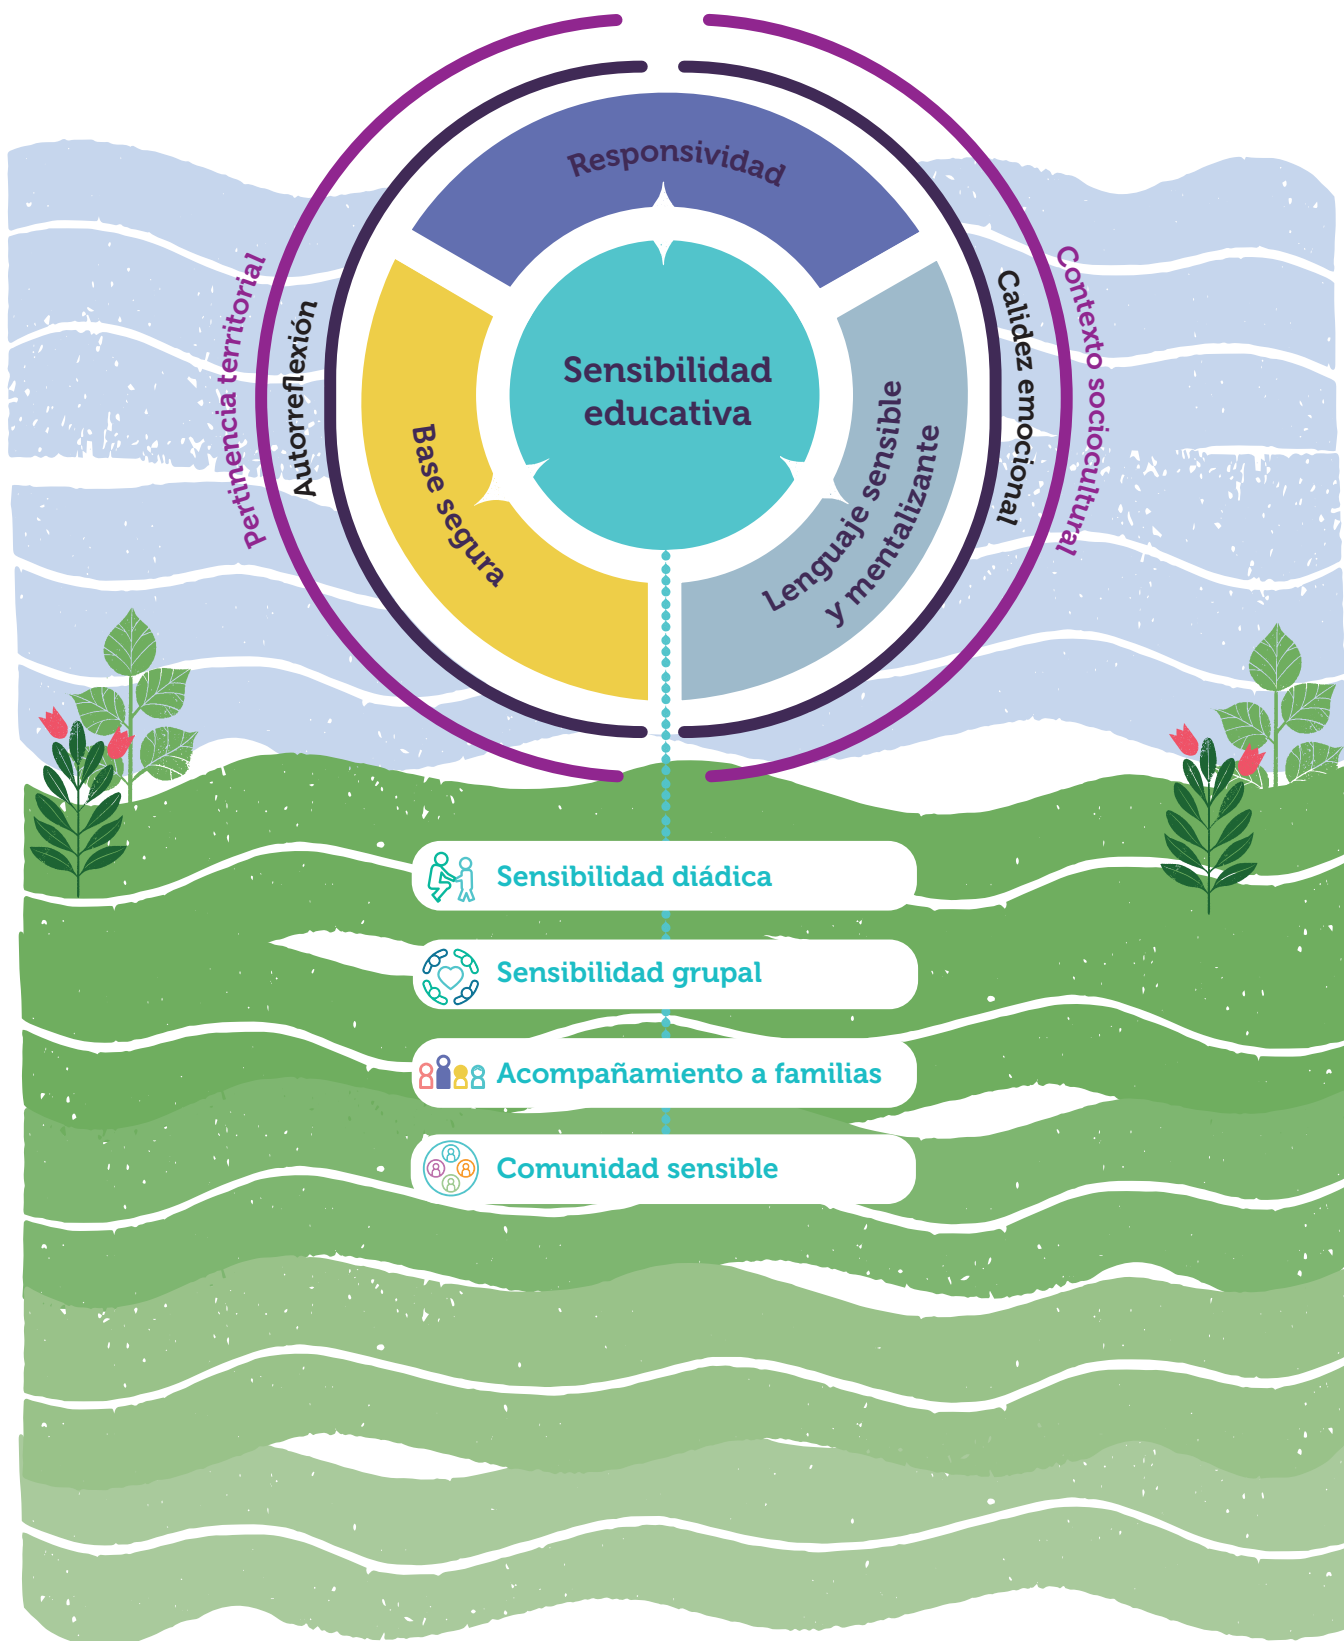 Responsividad
Sensibilidad
educativa
Base segura
Lenguaje sensible
y mentalizante
Autorreflexión
Pertinencia territorial
Calidez emocional
Contexto sociocultural
Sensibilidad diádica
Sensibilidad grupal
Acompañamiento a familias
Comunidad sensible